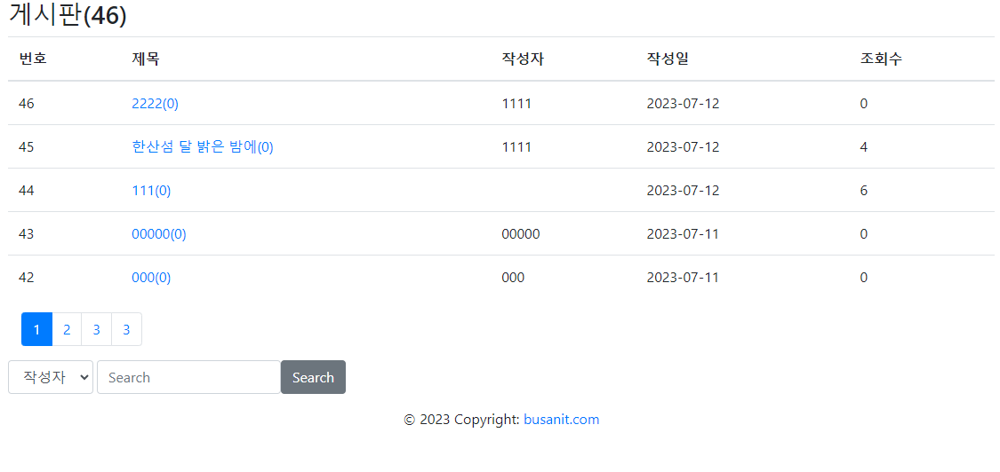 게시판(46)
번호 제목 작성자 작성일 조회수
46 2222(0) 1111 2023-07-12 0
45 한산섬 달 밝은 밤에(0) 1111 2023-07-12 4
44 111(0) 2023-07-12 6
43 00000(0) 00000 2023-07-11 0
42 000(0) 000 2023-07-11 0
1 2 3 3
작성자 Search Search
© 2023 Copyright: busanit.com